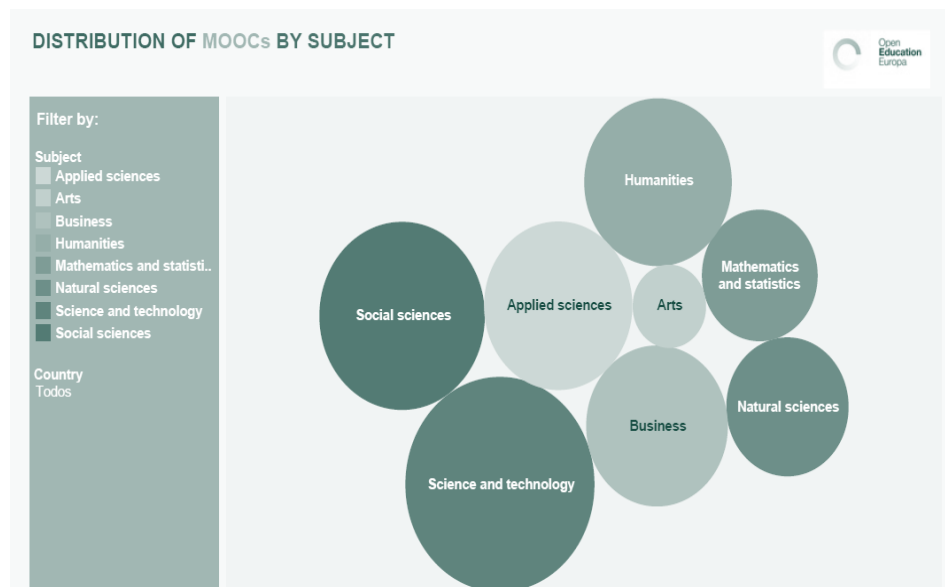 DISTRIBUTION OF MOOCs BY SUBJECT
Open
Education
Europa
Filter by:
Subject
Applied sciences
Arts
Business
Humanities
Mathematics and statisti..
Natural sciences
Science and technology
Social sciences
Country
Todos
Humanities
Mathematics
and statistics
Applied sciences
Arts
Social sciences
Natural sciences
Business
Science and technology